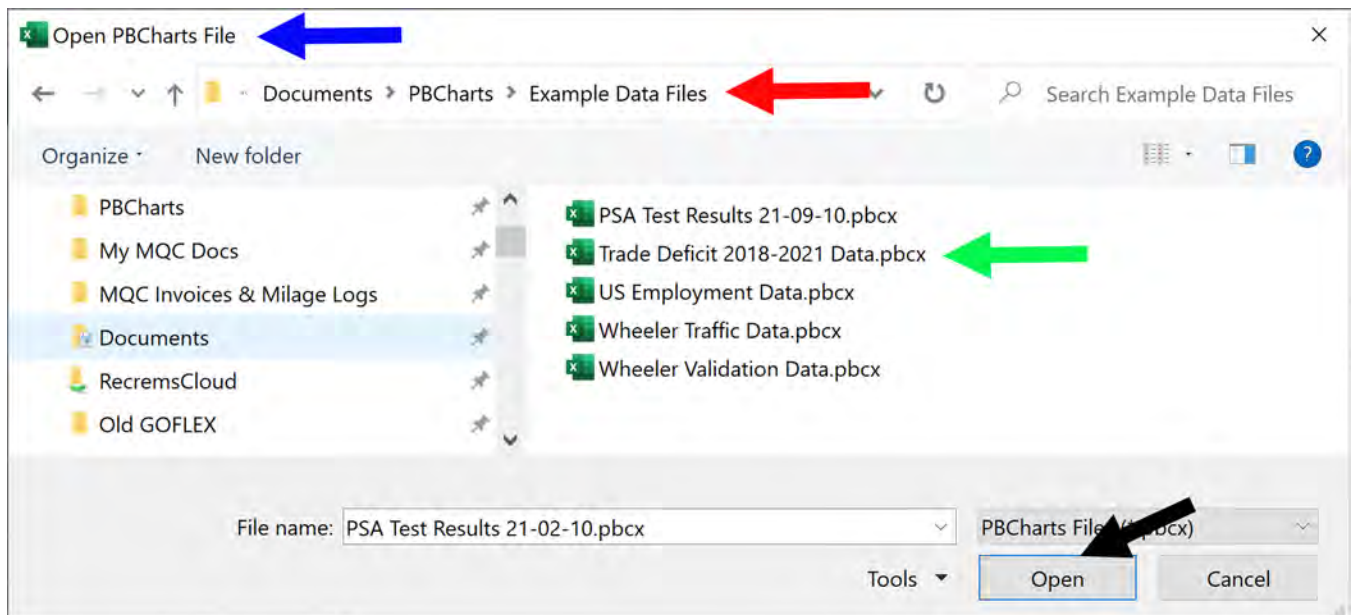 Open PBCharts File
Documents > PBCharts > Example Data Files
Search Example Data Files
Organize
New folder
?
PBCharts
My MQC Docs
MQC Invoices & Milage Logs
Documents
RecremsCloud
Old GOFLEX
PSA Test Results 21-09-10.pbcx
Trade Deficit 2018-2021 Data.pbcx
US Employment Data.pbcx
Wheeler Traffic Data.pbcx
Wheeler Validation Data.pbcx
File name: PSA Test Results 21-02-10.pbcx
PBCharts File
Tools
Open
Cancel